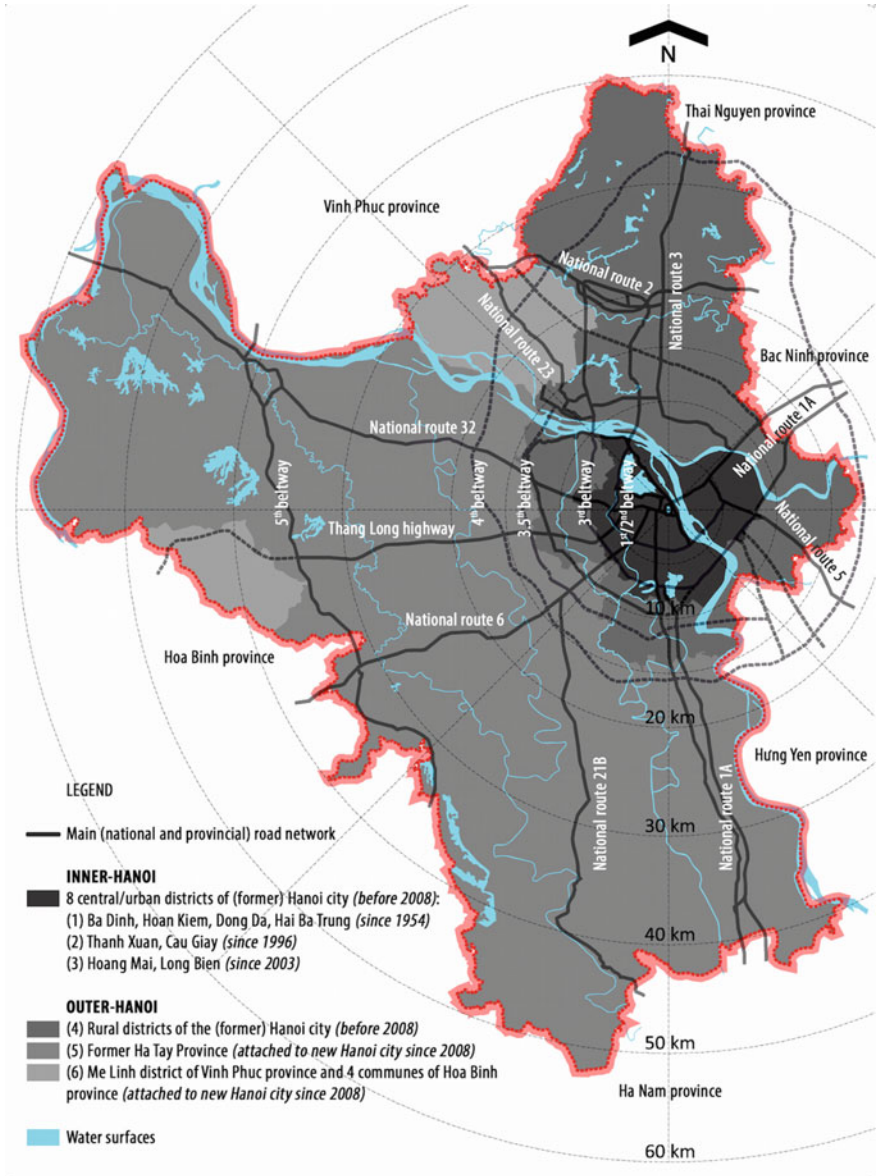 N
Thai Nguyen province
Vinh Phuc province
National route 2
National route 3
National route 23
Bac Ninh province
National route 1A
National route 32
5th beltway
4th beltway
3,5th beltway
3rd beltway
1st/2nd beltway
Thang Long highway
National route 5
10 km
National route 6
Hoa Binh province
20 km
Hưng Yen province
National route 21B
National route 1A
30 km
40 km
50 km
Ha Nam province
60 km
LEGEND
Main (national and provincial) road network
INNER-HANOI
8 central/urban districts of (former) Hanoi city (before 2008):
(1) Ba Dinh, Hoan Kiem, Dong Da, Hai Ba Trung (since 1954)
(2) Thanh Xuan, Cau Giay (since 1996)
(3) Hoang Mai, Long Bien (since 2003)
OUTER-HANOI
(4) Rural districts of the (former) Hanoi city (before 2008)
(5) Former Ha Tay Province (attached to new Hanoi city since 2008)
(6) Me Linh district of Vinh Phuc province and 4 communes of Hoa Binh
province (attached to new Hanoi city since 2008)
Water surfaces